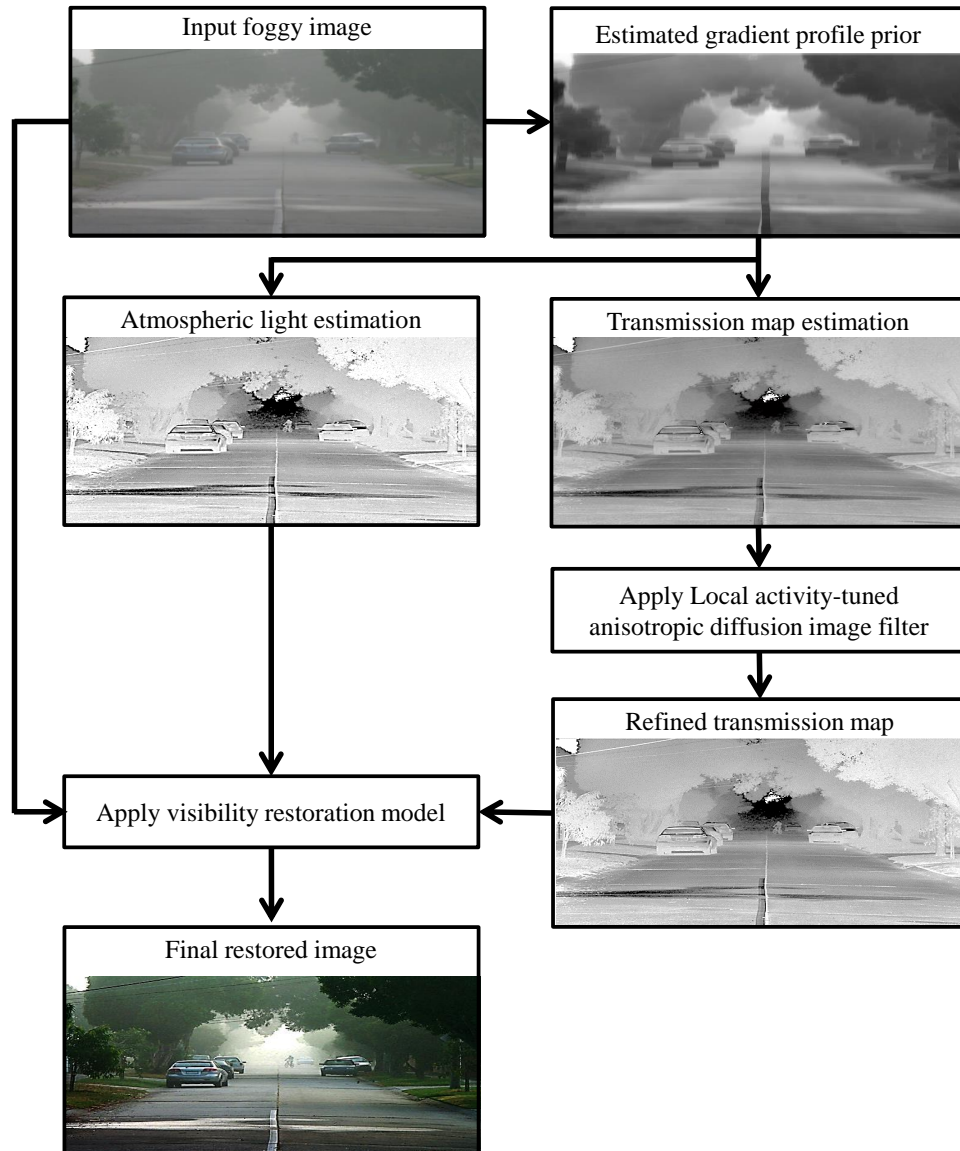 Input foggy image
Estimated gradient profile prior
Atmospheric light estimation
Transmission map estimation
Apply Local activity-tuned
anisotropic diffusion image filter
Refined transmission map
Apply visibility restoration model
Final restored image